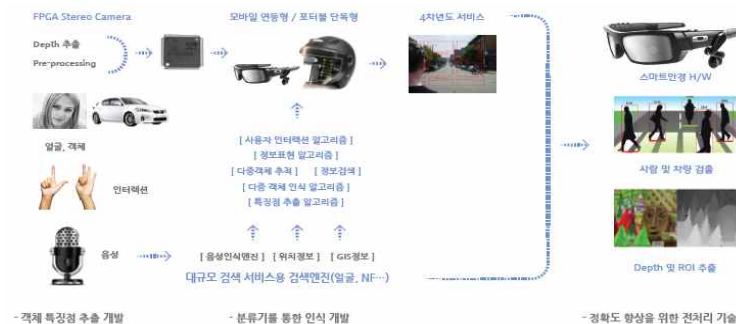 FPGA Stereo Camera
모바일 연동형 / 포터블 단독형
4차년도 서비스
Depth 추출
Pre-processing
스마트안경 H/W
얼굴, 객체
[ 사용자 인터랙션 알고리즘 ]
[ 정보표현 알고리즘 ]
[ 다중객체 추적 ] [ 정보검색 ]
[ 다중 객체 인식 알고리즘 ]
[ 특징점 추출 알고리즘 ]
사람 및 차량 검출
인터랙션
음성
[ 음성인식엔진 ] [ 위치정보 ] [ GIS정보 ]
대규모 검색 서비스용 검색엔진(얼굴, NF…)
Depth 및 ROI 추출
- 객체 특징점 추출 개발
- 분류기를 통한 인식 개발
- 정확도 향상을 위한 전처리 기술